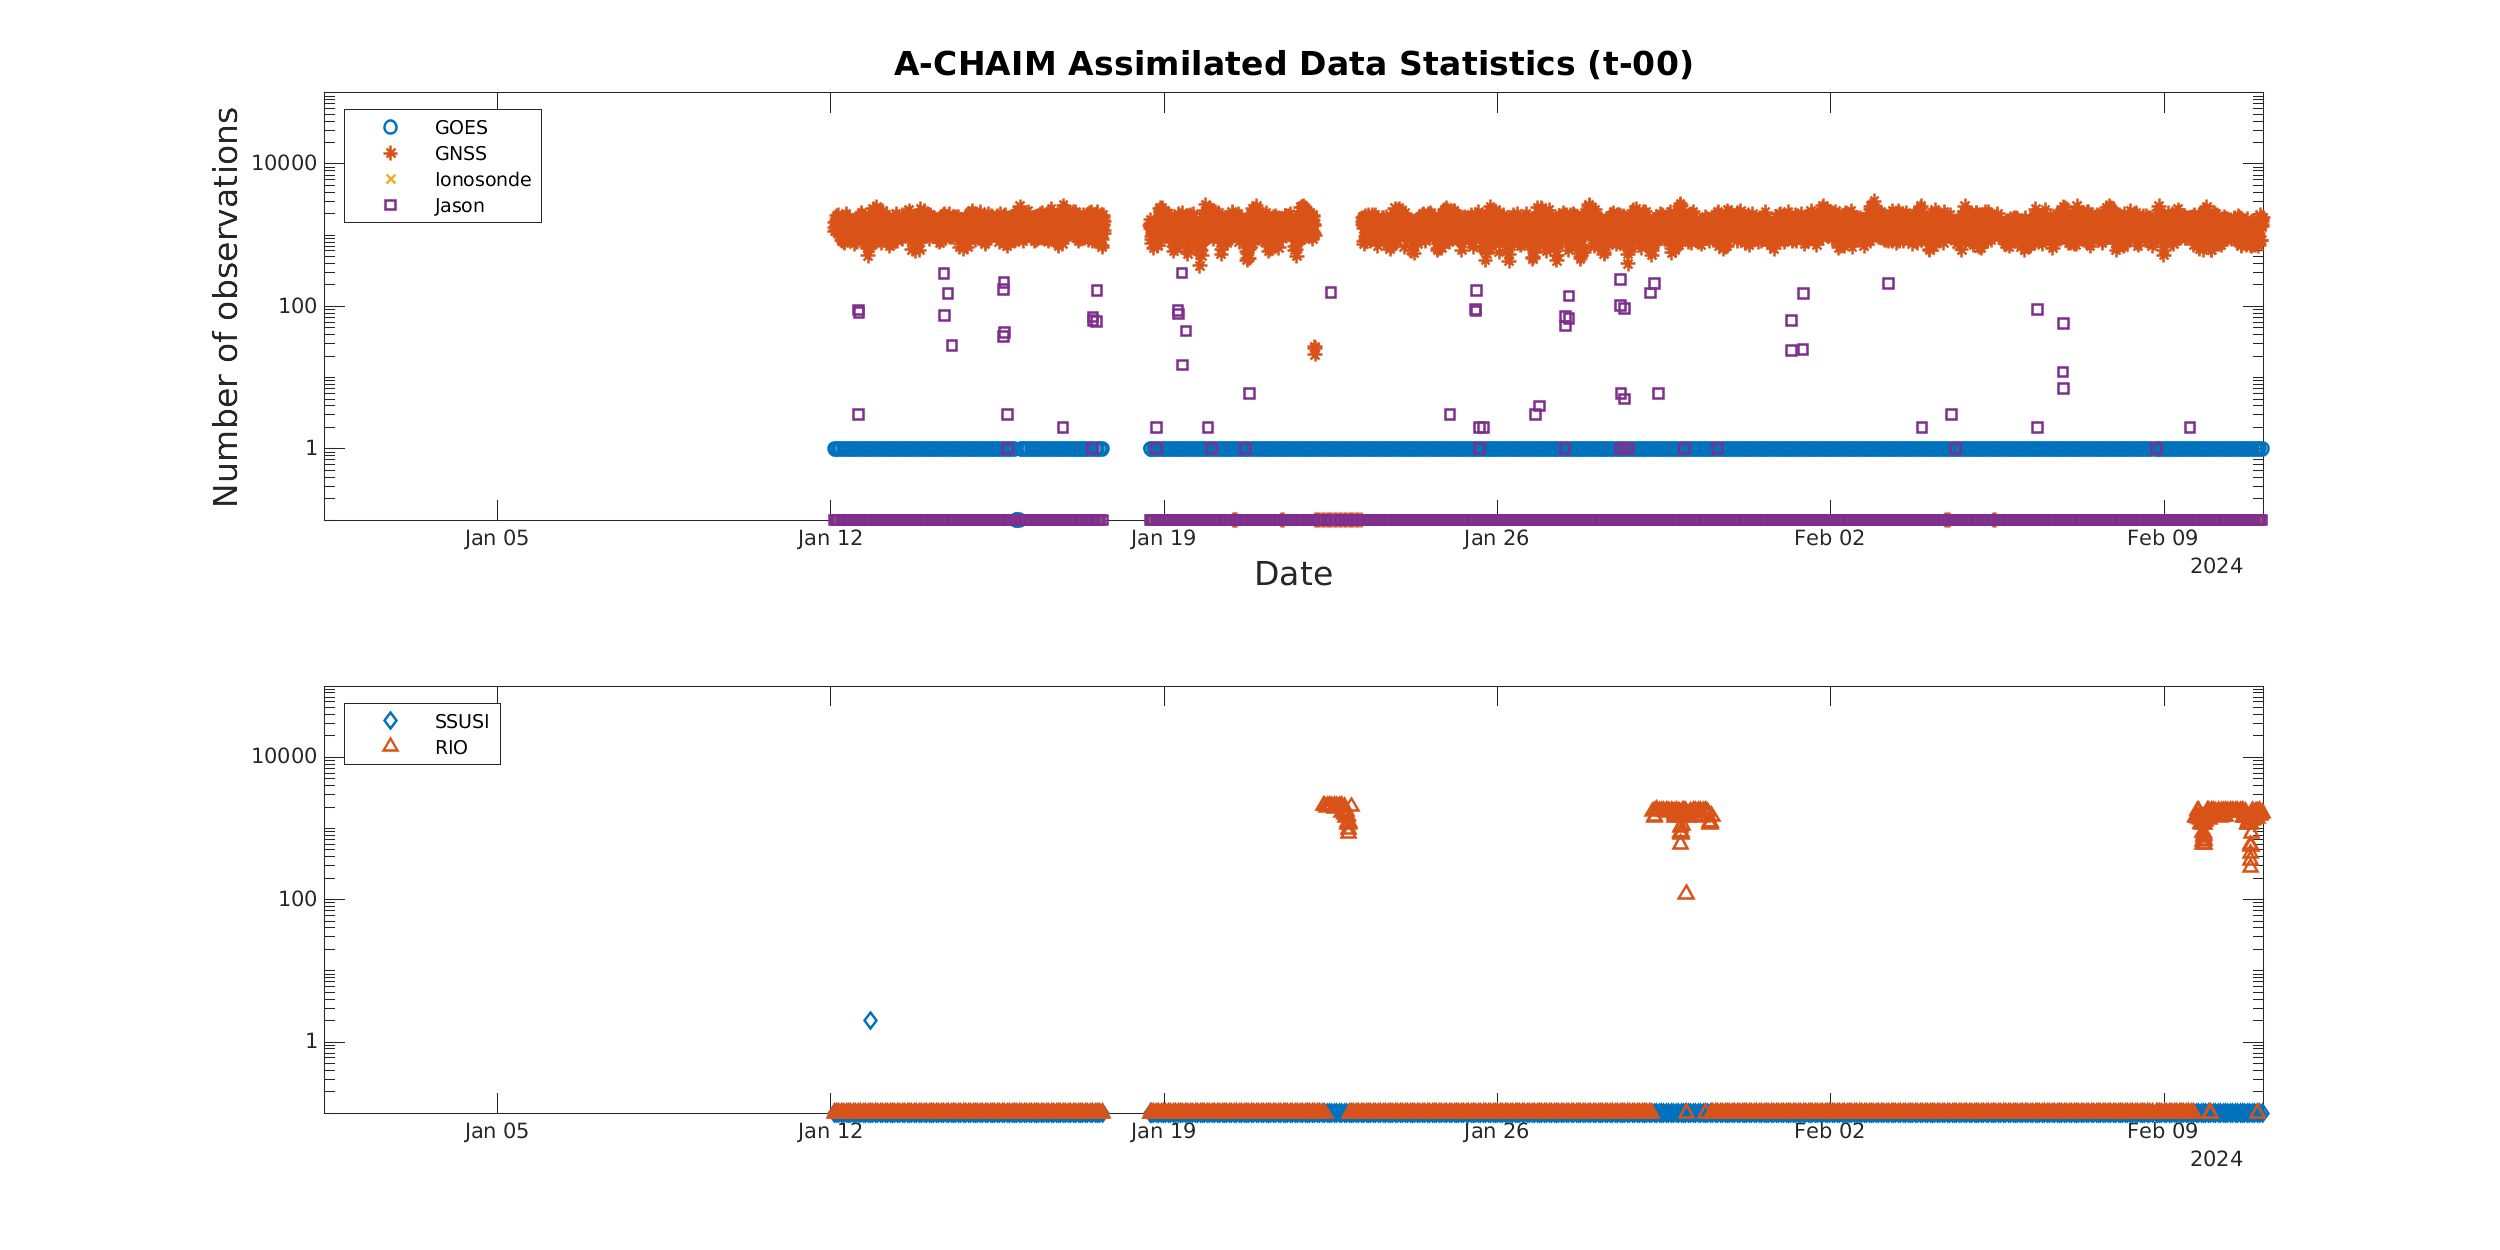 A-CHAIM Assimilated Data Statistics (t-00)
Number of observations
GOES
GNSS
Ionosonde
Jason
10000
100
1
Jan 05 Jan 12 Jan 19 Jan 26 Feb 02 Feb 09
2024
Date
SSUSI
RIO
10000
100
1
Jan 05 Jan 12 Jan 19 Jan 26 Feb 02 Feb 09
2024